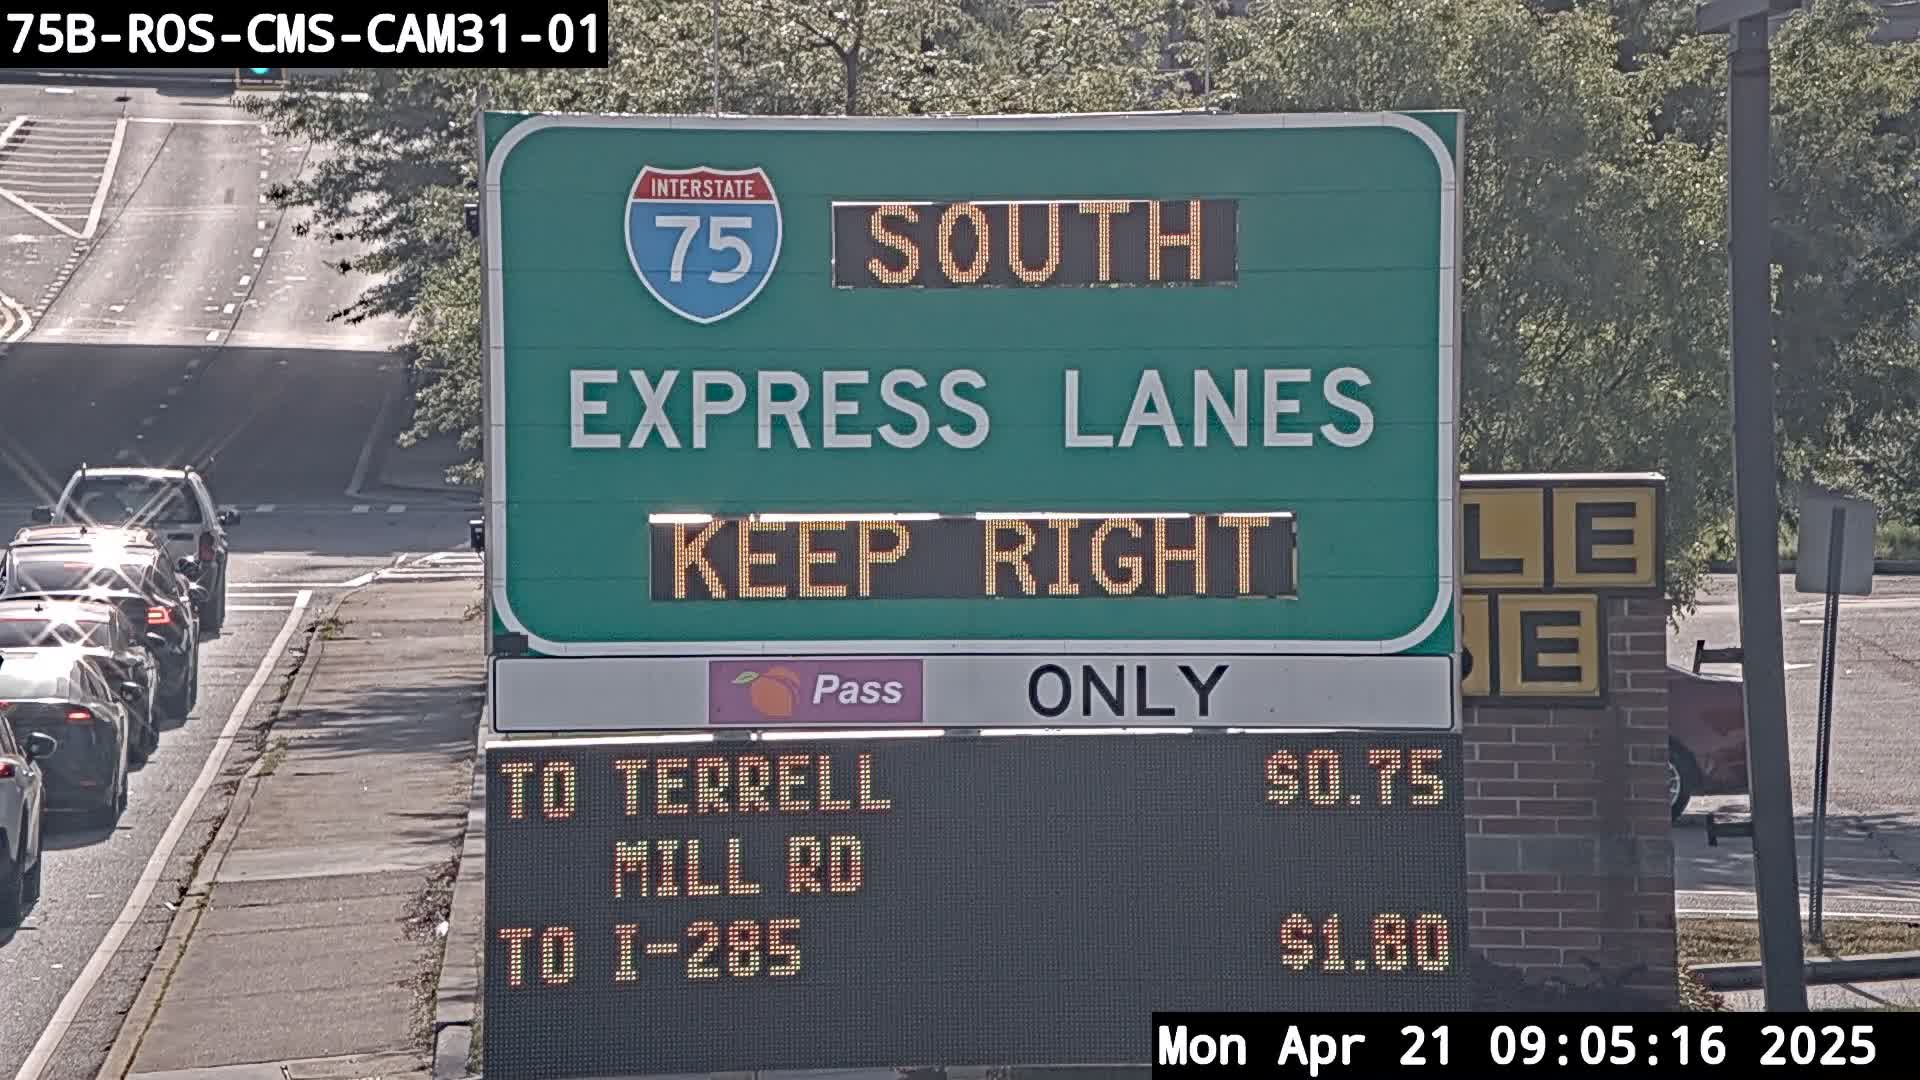 75B-ROS-CMS-CAM31-01
INTERSTATE
75
SOUTH
EXPRESS LANES
KEEP RIGHT
Pass ONLY
TO TERRELL $0.75
MILL RD
TO I-285 $1.80
LE
E
Mon Apr 21 09:05:16 2025